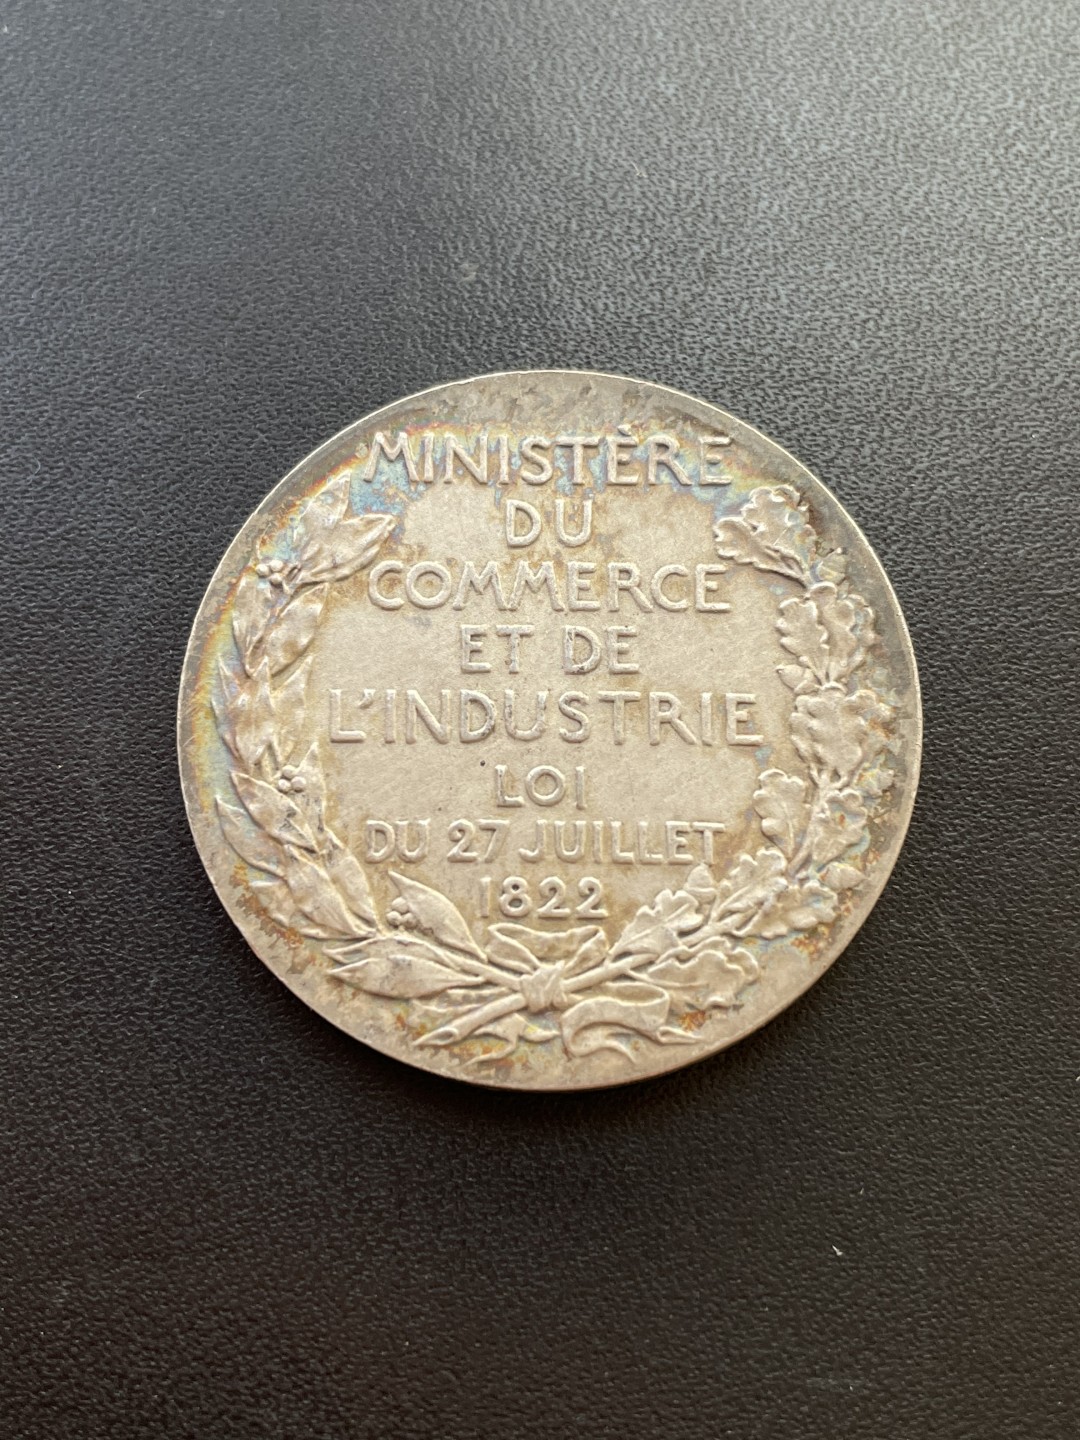 MINISTÈRE
DU
COMMERCE
ET DE
L'INDUSTRIE
LOI
DU 27 JUILLET
1822